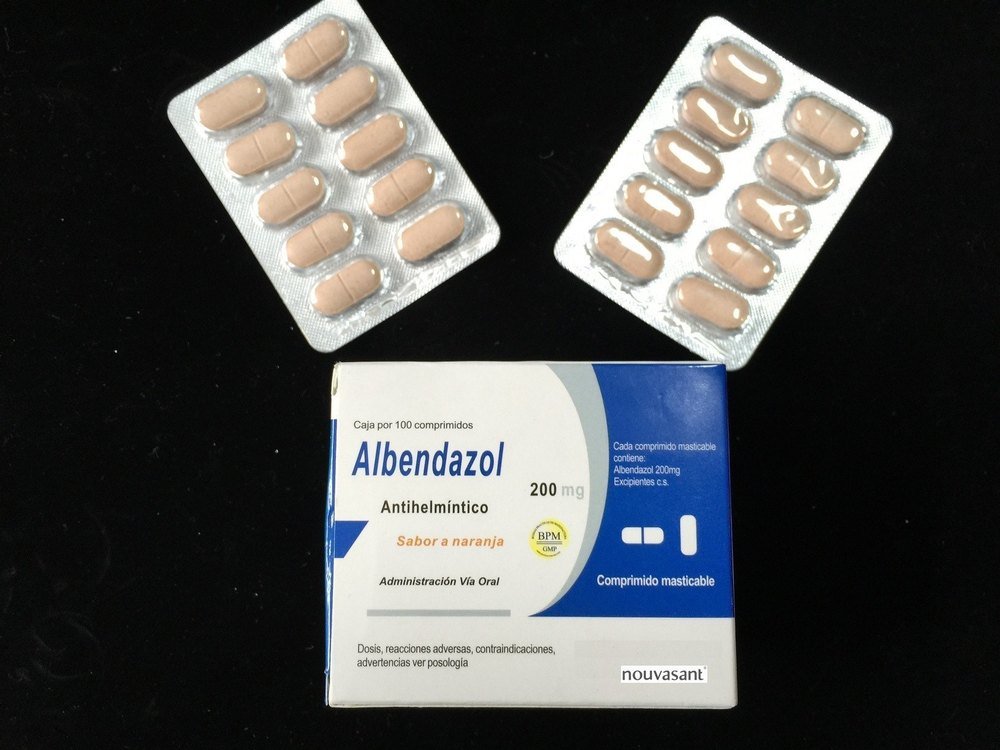 Caja por 100 comprimidos
Albendazol
200 mg
Antihelmíntico
Sabor a naranja
BPM
GMP
Administración Vía Oral
Cada comprimido masticable
contiene:
Albendazol 200mg
Excipientes c.s.
Comprimido masticable
Dosis, reacciones adversas, contraindicaciones,
advertencias ver posología
nouvasant